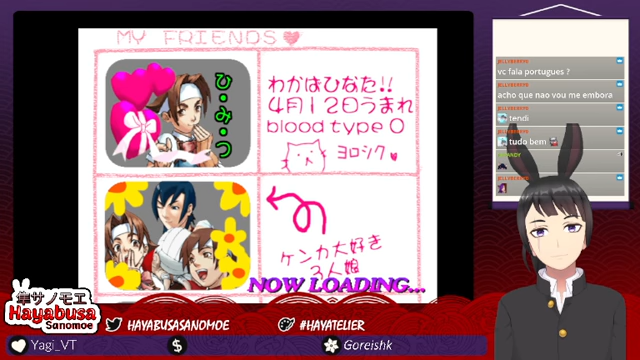 MY FRIENDS
ひ・み・つ
わかばひなた!!
4月12日うまれ
blood type O
ヨロシク
ケンカ大好き
3人娘
NOW LOADING...
vc fala portugues ?
acho que nao vou me embora
tendi
tudo bem
隼サノモエ
Hayabusa
Sanomoe
HAYABUSASANOMOE
#HAYATELIER
Yagi_VT
$
Goreishk